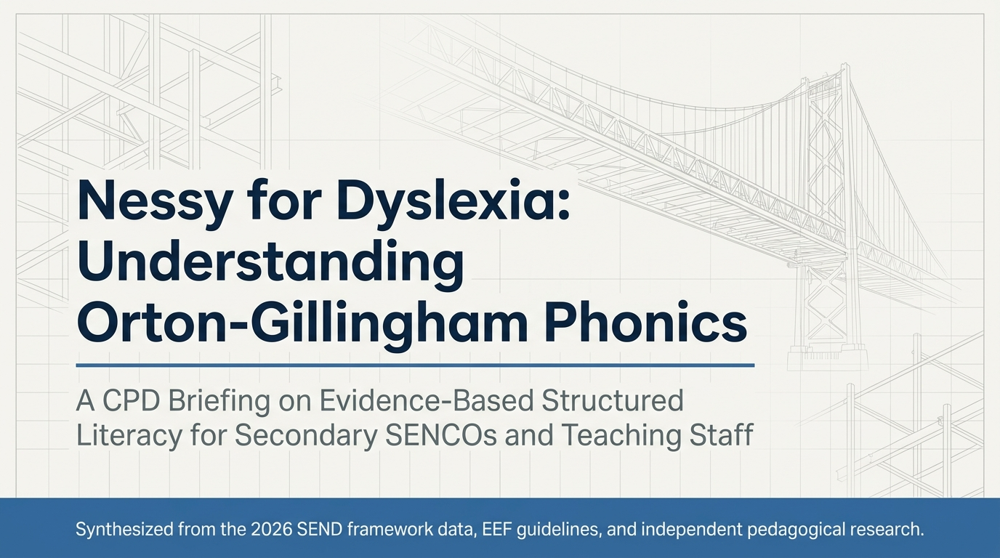 Nessy for Dyslexia:
Understanding
Orton-Gillingham Phonics
A CPD Briefing on Evidence-Based Structured
Literacy for Secondary SENCOs and Teaching Staff
Synthesized from the 2026 SEND framework data, EEF guidelines, and independent pedagogical research.